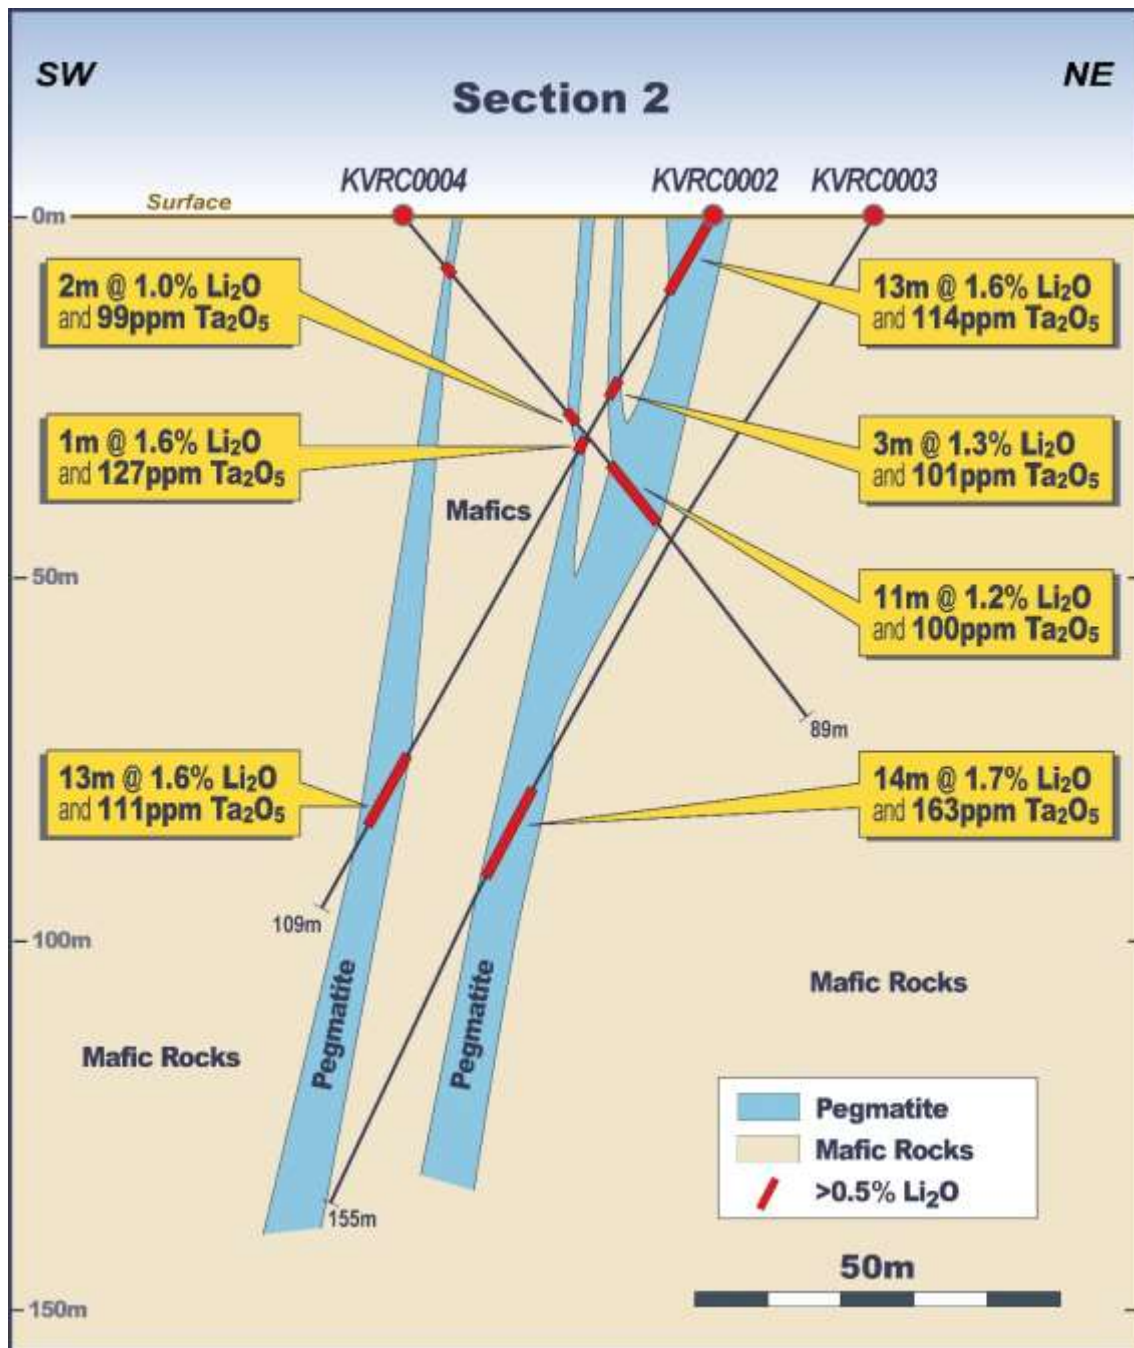 SW
NE
Section 2
KVRC0004
KVRC0002
KVRC0003
Surface
0m
2m @ 1.0% Li₂O
and 99ppm Ta₂O₅
13m @ 1.6% Li₂O
and 114ppm Ta₂O₅
1m @ 1.6% Li₂O
and 127ppm Ta₂O₅
3m @ 1.3% Li₂O
and 101ppm Ta₂O₅
Mafics
50m
11m @ 1.2% Li₂O
and 100ppm Ta₂O₅
89m
13m @ 1.6% Li₂O
and 111ppm Ta₂O₅
14m @ 1.7% Li₂O
and 163ppm Ta₂O₅
109m
100m
Pegmatite
Pegmatite
Mafic Rocks
Mafic Rocks
155m
Pegmatite
Mafic Rocks
>0.5% Li₂O
50m
150m